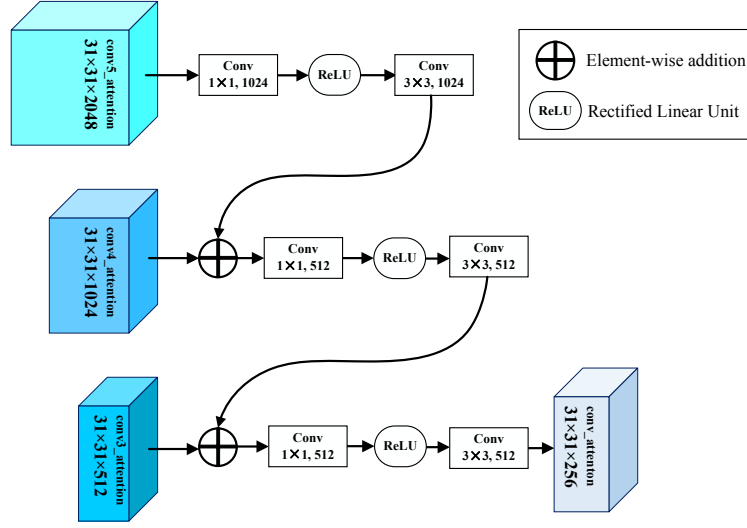 conv5_attention
31×31×2048
Conv
1×1, 1024
ReLU
Conv
3×3, 1024
Element-wise addition
ReLU
Rectified Linear Unit
conv4_attention
31×31×1024
Conv
1×1, 512
ReLU
Conv
3×3, 512
conv3_attention
31×31×512
Conv
1×1, 512
ReLU
Conv
3×3, 512
conv_attenton
31×31×256